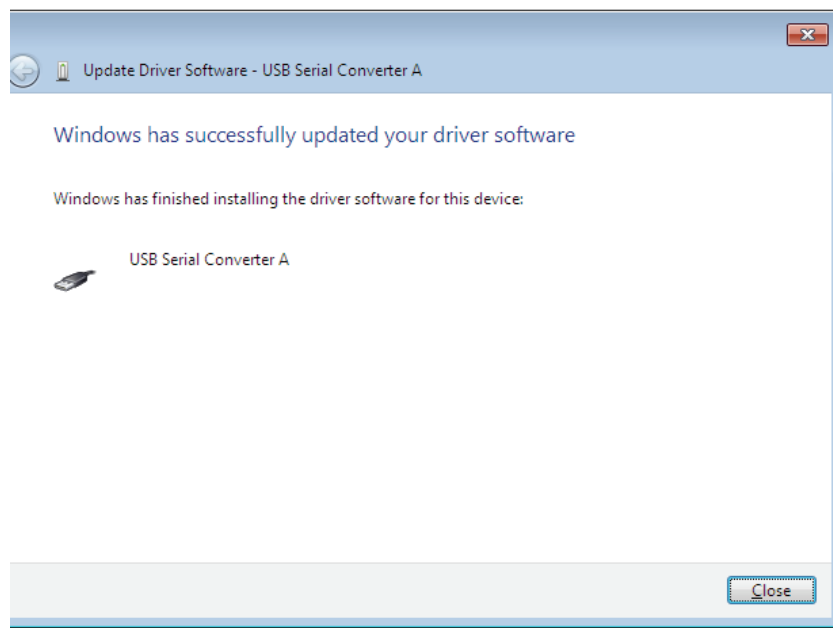 Update Driver Software - USB Serial Converter A
Windows has successfully updated your driver software
Windows has finished installing the driver software for this device:
USB Serial Converter A
Close